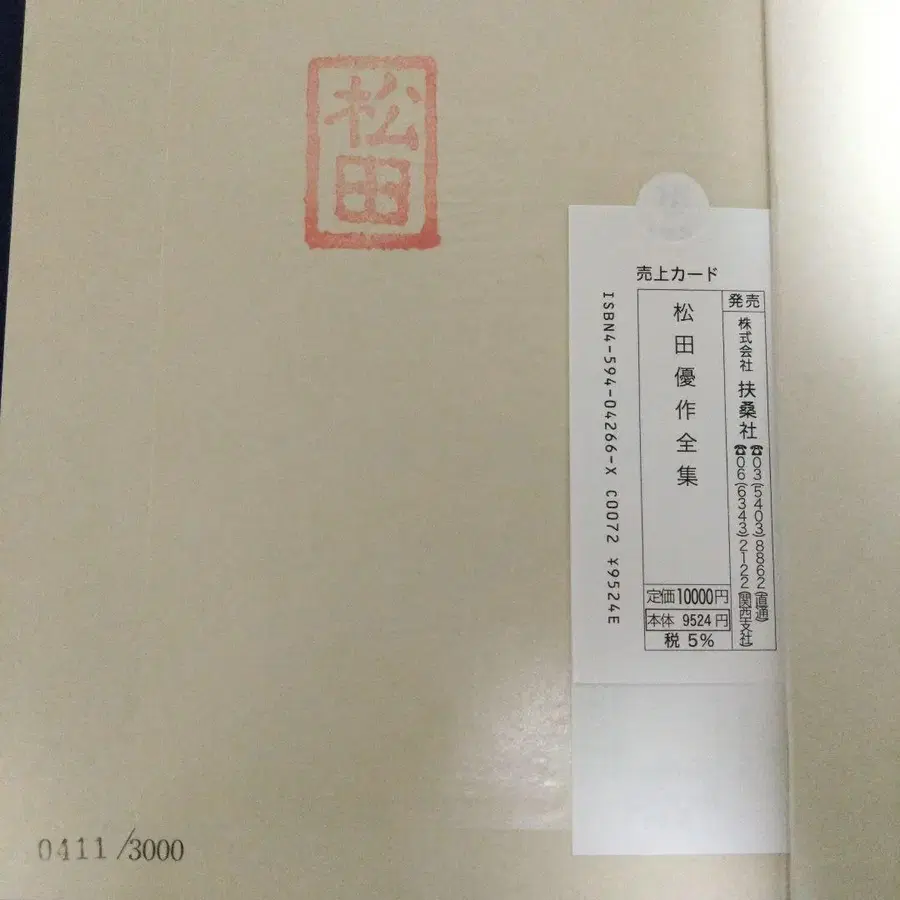 松田
売上カード
発売
株式会社 扶桑社
☎03(5403)8862(直通)
☎06(6343)2122(関西支社)
松田優作全集
定価10000円
本体 9524円
税 5%
ISBN4-594-04266-X C0072 ¥9524E
0411/3000